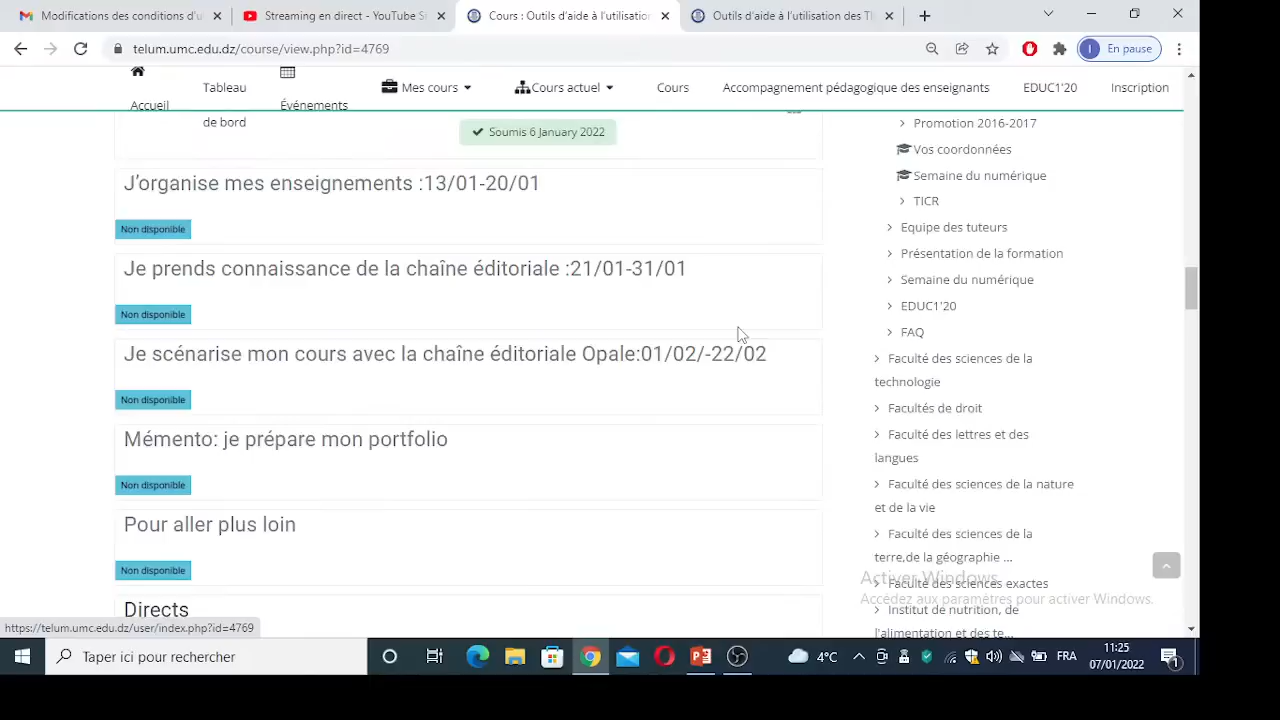 Modifications des conditions d'u
Streaming en direct - YouTube S
Cours : Outils d'aide à l'utilisation
Outils d'aide à l'utilisation des TI
telum.umc.edu.dz/course/view.php?id=4769
En pause
Accueil
Tableau
de bord
Événements
Mes cours
Cours actuel
Cours
Accompagnement pédagogique des enseignants
EDUC1'20
Inscription
Soumis 6 January 2022
J'organise mes enseignements :13/01-20/01
Non disponible
Je prends connaissance de la chaîne éditoriale :21/01-31/01
Non disponible
Je scénarise mon cours avec la chaîne éditoriale Opale:01/02/-22/02
Non disponible
Mémento: je prépare mon portfolio
Non disponible
Pour aller plus loin
Non disponible
Directs
Promotion 2016-2017
Vos coordonnées
Semaine du numérique
TICR
Equipe des tuteurs
Présentation de la formation
Semaine du numérique
EDUC1'20
FAQ
Faculté des sciences de la
technologie
Facultés de droit
Faculté des lettres et des
langues
Faculté des sciences de la nature
et de la vie
Faculté des sciences de la
terre,de la géographie ...
Faculté des sciences exactes
Institut de nutrition, de
l'alimentation et des te...
Activer Windows
Accédez aux paramètres pour activer Windows.
https://telum.umc.edu.dz/user/index.php?id=4769
Taper ici pour rechercher
4°C
FRA
11:25
07/01/2022
1